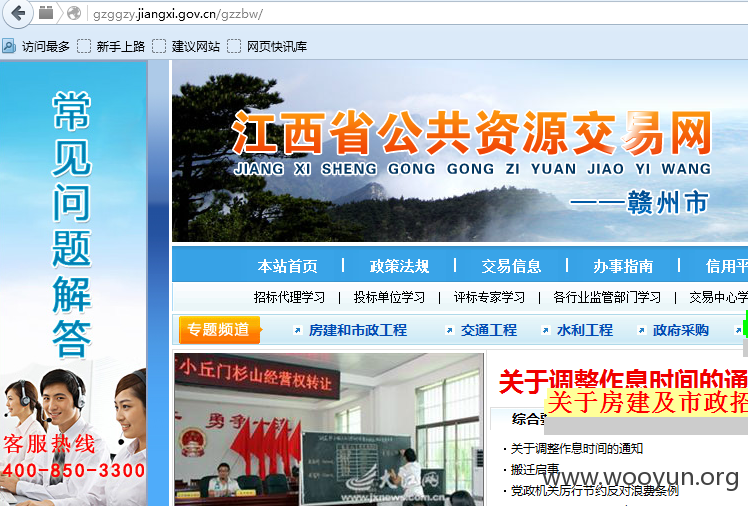 gzggzy.jiangxi.gov.cn/gzzbw/
访问最多 新手上路 建议网站 网页快讯库
常见问题解答
客服热线
400-850-3300
江西省公共资源交易网
JIANG XI SHENG GONG GONG ZI YUAN JIAO YI WANG
——赣州市
本站首页 | 政策法规 | 交易信息 | 办事指南 | 信用平
招标代理学习 | 投标单位学习 | 评标专家学习 | 各行业监管部门学习 | 交易中心学
专题频道 房建和市政工程 交通工程 水利工程 政府采购
小丘门杉山经营权转让
大江网
www.jxnews.com.cn
关于调整作息时间的通
关于房建及市政招
综合
· 关于调整作息时间的通知
· 搬迁启事
· 党政机关厉行节约反对浪费条例
www.wooyun.org